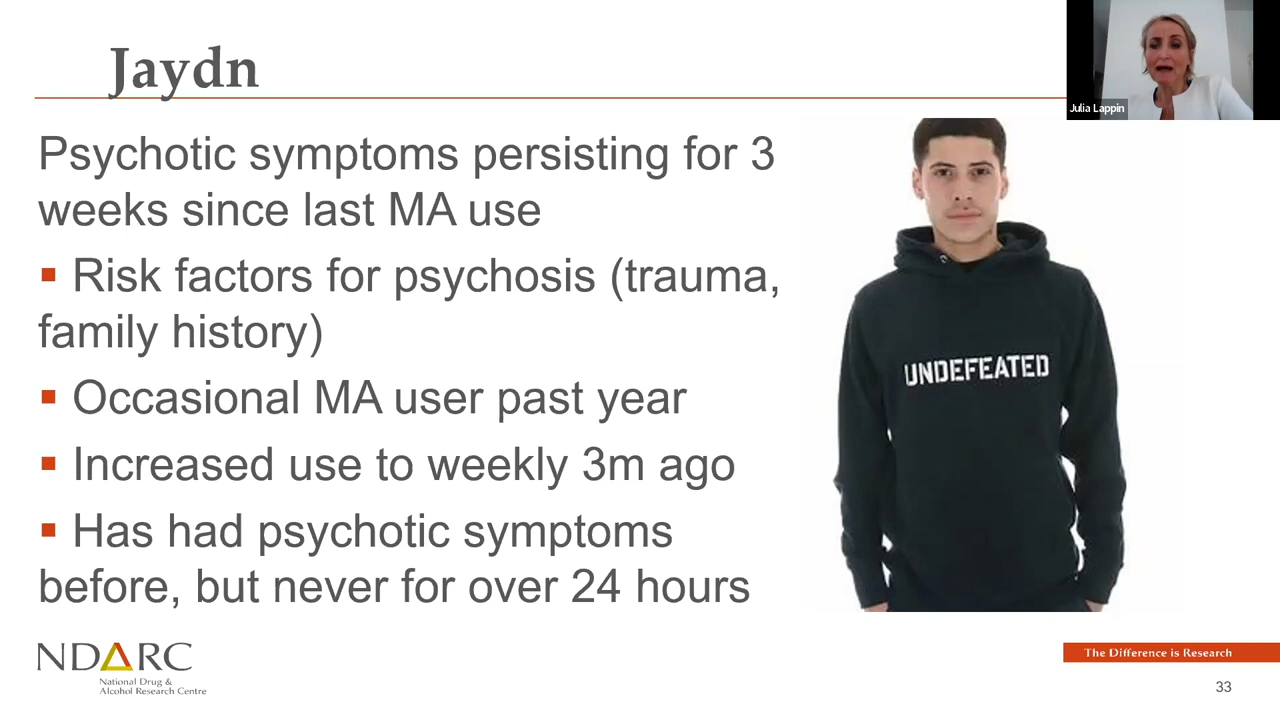 Jaydn
Julia Lappin
Psychotic symptoms persisting for 3
weeks since last MA use
▪ Risk factors for psychosis (trauma,
family history)
▪ Occasional MA user past year
▪ Increased use to weekly 3m ago
▪ Has had psychotic symptoms
before, but never for over 24 hours
UNDEFEATED
NDARC
National Drug &
Alcohol Research Centre
The Difference is Research
33